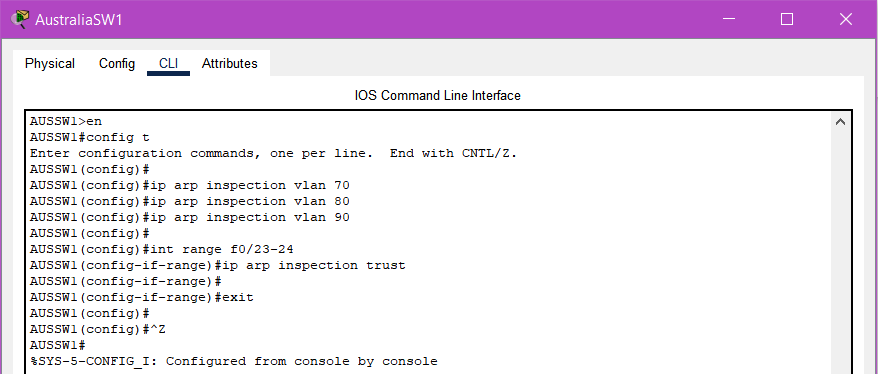 AustraliaSW1
Physical Config CLI Attributes
IOS Command Line Interface
AUSSW1>en
AUSSW1#config t
Enter configuration commands, one per line.  End with CNTL/Z.
AUSSW1(config)#
AUSSW1(config)#ip arp inspection vlan 70
AUSSW1(config)#ip arp inspection vlan 80
AUSSW1(config)#ip arp inspection vlan 90
AUSSW1(config)#
AUSSW1(config)#int range f0/23-24
AUSSW1(config-if-range)#ip arp inspection trust
AUSSW1(config-if-range)#
AUSSW1(config-if-range)#exit
AUSSW1(config)#
AUSSW1(config)#^Z
AUSSW1#
%SYS-5-CONFIG_I: Configured from console by console